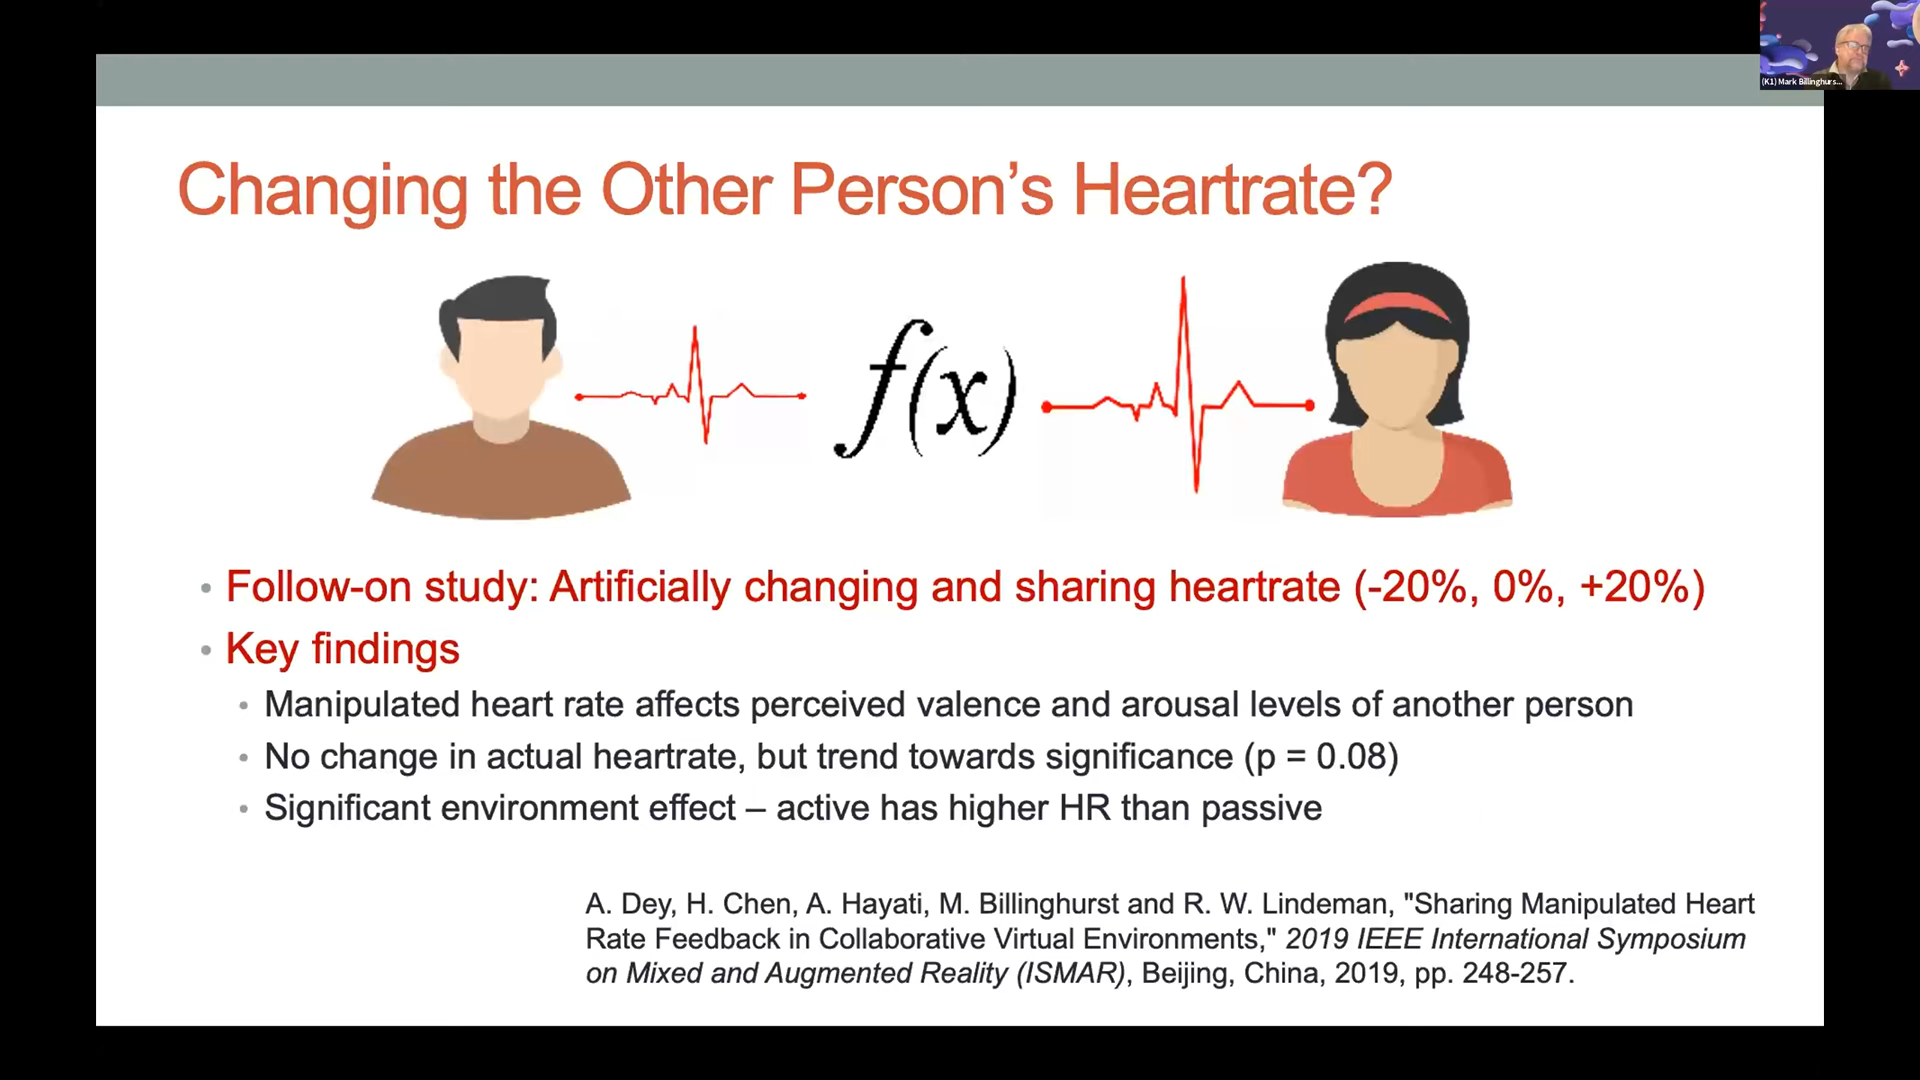 (K1) Mark Billinghurs...
Changing the Other Person's Heartrate?
f(x)
• Follow-on study: Artificially changing and sharing heartrate (-20%, 0%, +20%)
• Key findings
• Manipulated heart rate affects perceived valence and arousal levels of another person
• No change in actual heartrate, but trend towards significance (p = 0.08)
• Significant environment effect – active has higher HR than passive
A. Dey, H. Chen, A. Hayati, M. Billinghurst and R. W. Lindeman, "Sharing Manipulated Heart
Rate Feedback in Collaborative Virtual Environments," 2019 IEEE International Symposium
on Mixed and Augmented Reality (ISMAR), Beijing, China, 2019, pp. 248-257.